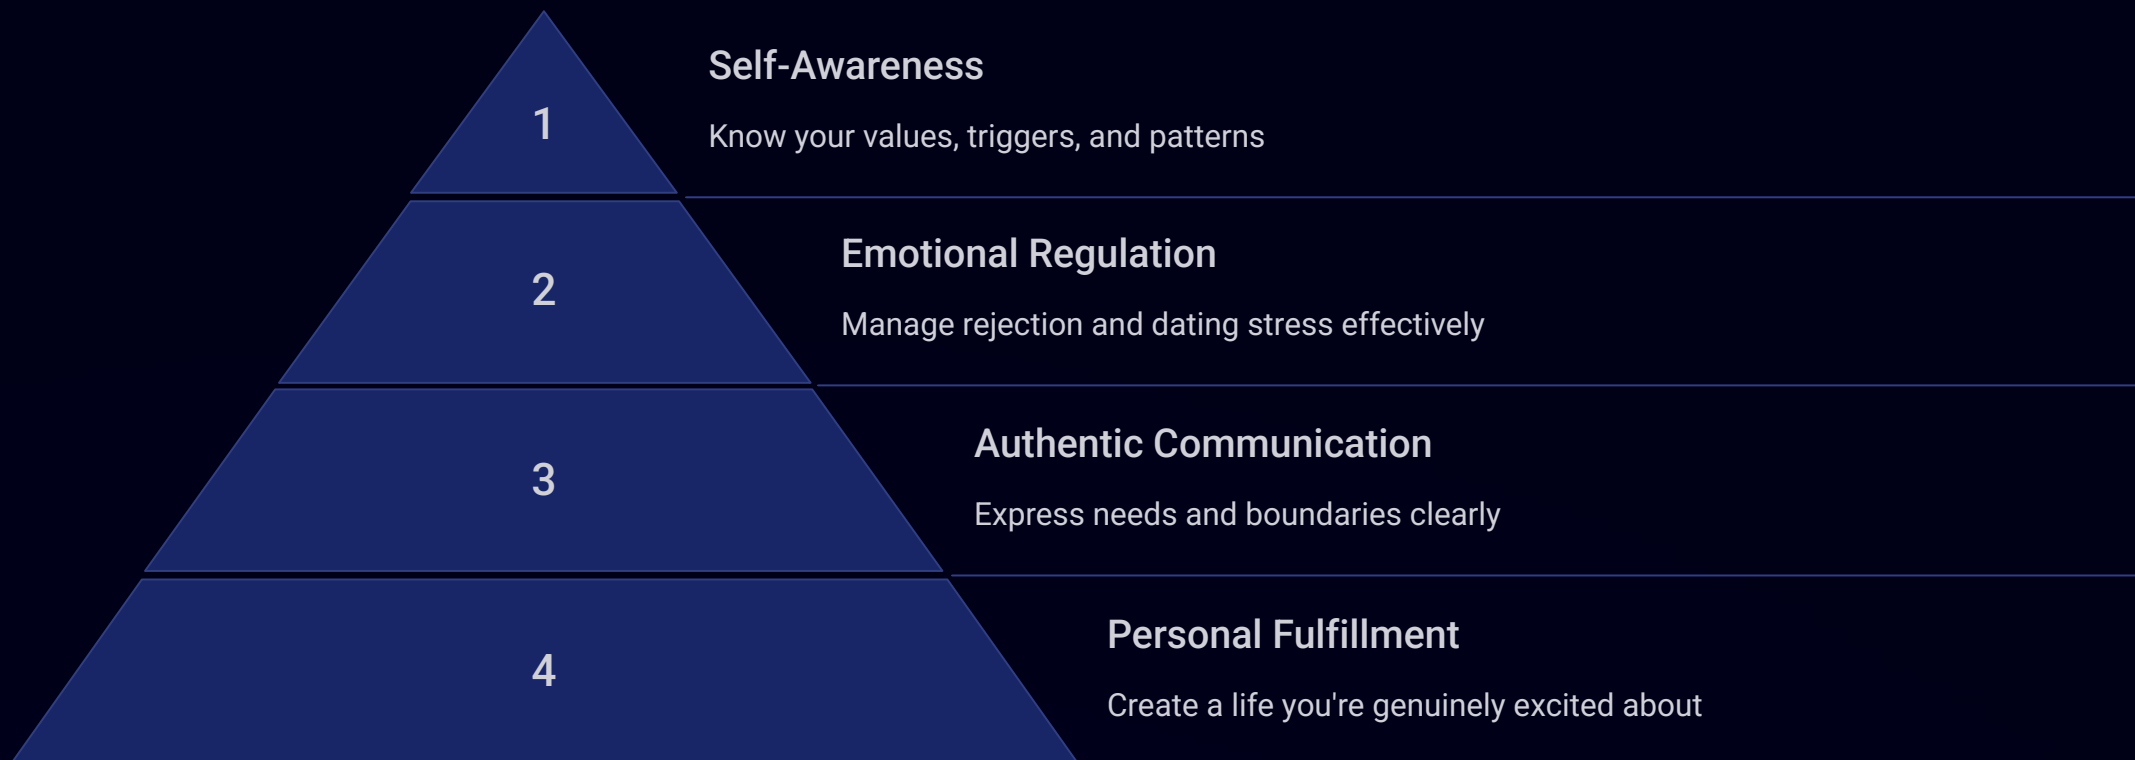 1
Self-Awareness
Know your values, triggers, and patterns
2
Emotional Regulation
Manage rejection and dating stress effectively
3
Authentic Communication
Express needs and boundaries clearly
4
Personal Fulfillment
Create a life you're genuinely excited about